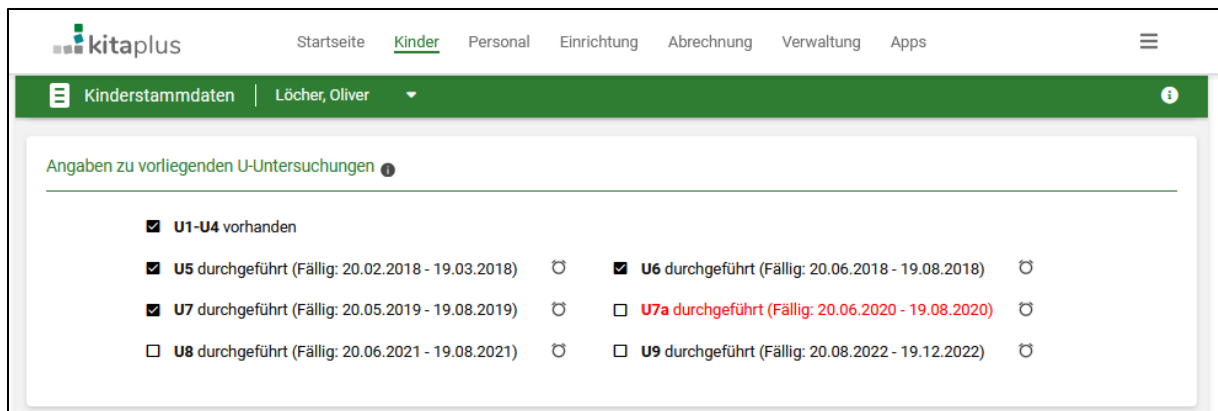 kitaplus Startseite Kinder Personal Einrichtung Abrechnung Verwaltung Apps
Kinderstammdaten Löcher, Oliver
Angaben zu vorliegenden U-Untersuchungen
U1-U4 vorhanden
U5 durchgeführt (Fällig: 20.02.2018 - 19.03.2018) U6 durchgeführt (Fällig: 20.06.2018 - 19.08.2018)
U7 durchgeführt (Fällig: 20.05.2019 - 19.08.2019) U7a durchgeführt (Fällig: 20.06.2020 - 19.08.2020)
U8 durchgeführt (Fällig: 20.06.2021 - 19.08.2021) U9 durchgeführt (Fällig: 20.08.2022 - 19.12.2022)